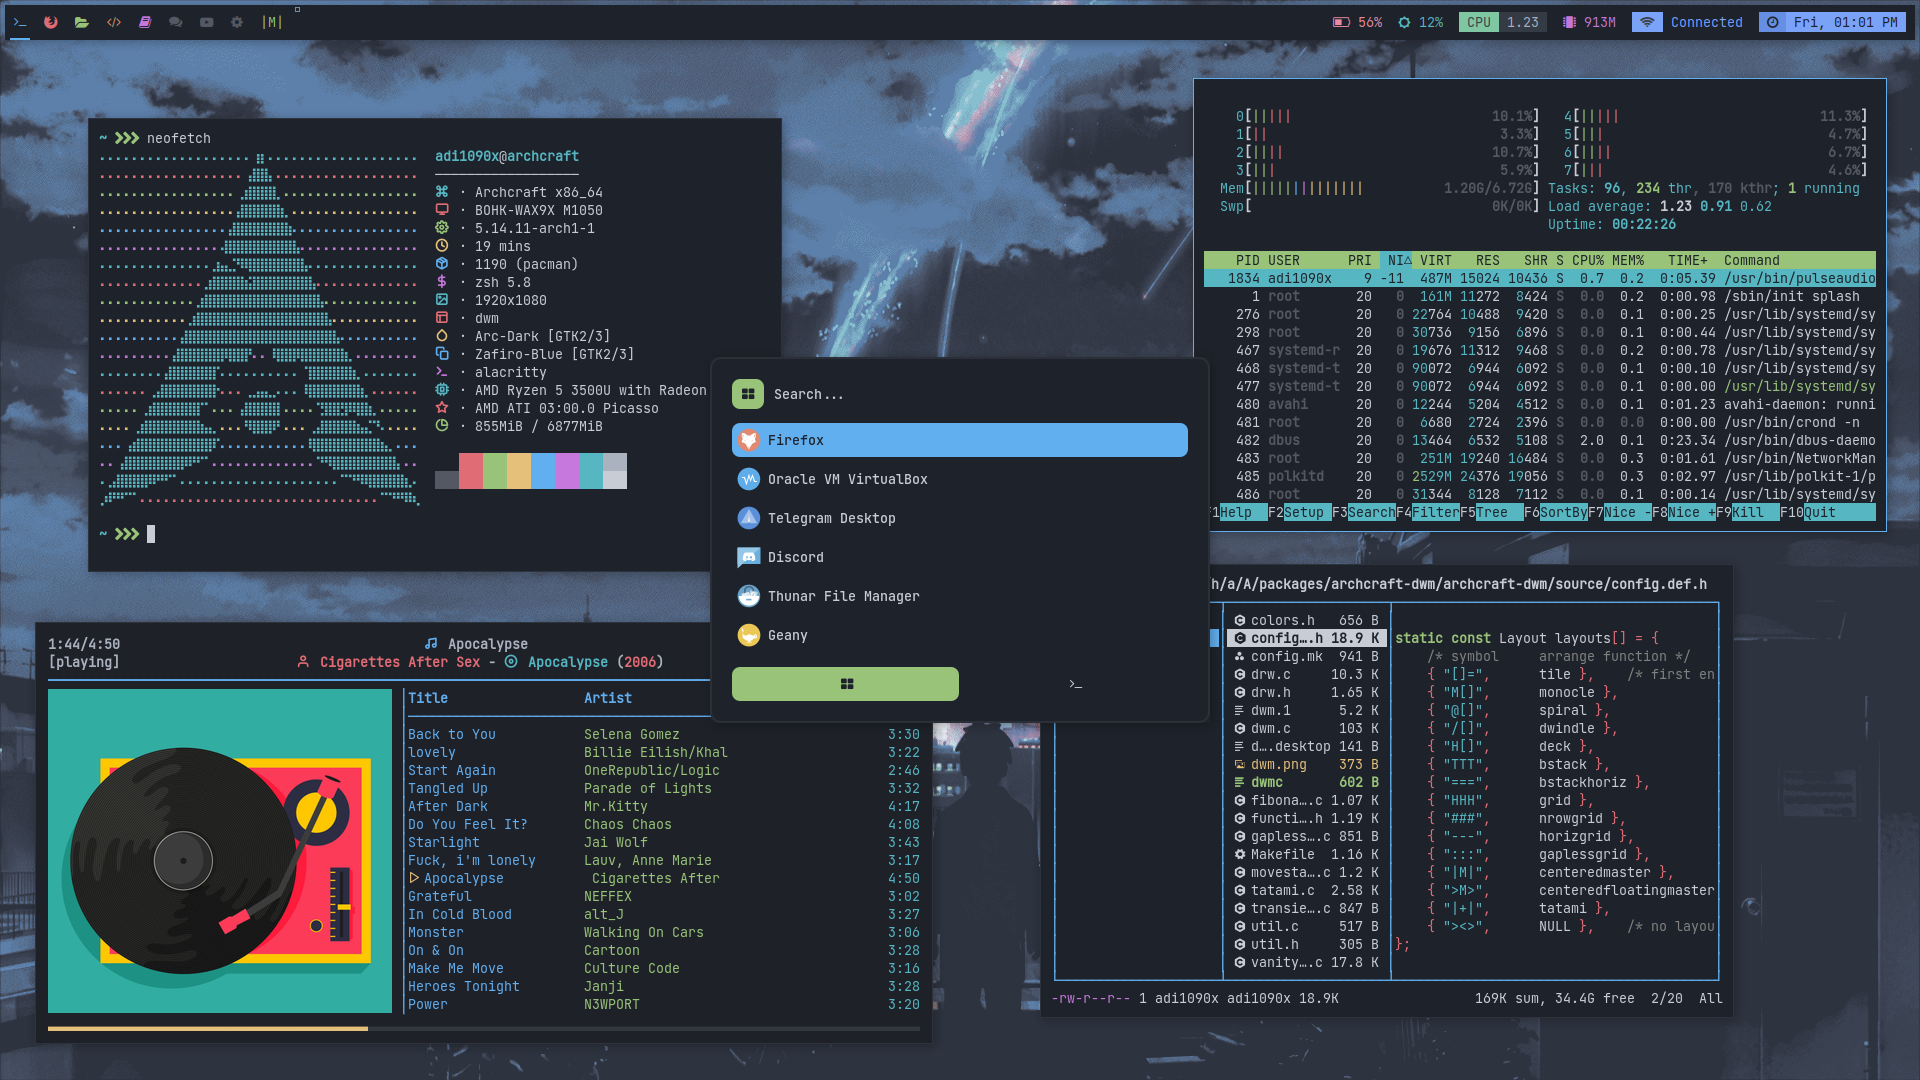 |M|
56%
12%
CPU 1.23
913M
Connected
Fri, 01:01 PM
~ neofetch
adi1090x@archcraft
· Archcraft x86_64
· BOHK-WAX9X M1050
· 5.14.11-arch1-1
· 19 mins
· 1190 (pacman)
· zsh 5.8
· 1920x1080
· dwm
· Arc-Dark [GTK2/3]
· Zafiro-Blue [GTK2/3]
· alacritty
· AMD Ryzen 5 3500U with Radeon
· AMD ATI 03:00.0 Picasso
· 855MiB / 6877MiB
~
0[||||| 10.1%] 4[||||| 11.3%]
1[|| 3.3%] 5[||| 4.7%]
2[|||| 10.7%] 6[|||| 6.7%]
3[||| 5.9%] 7[||| 4.6%]
Mem[|||||||||||||| 1.20G/6.72G] Tasks: 96, 234 thr, 170 kthr; 1 running
Swp[ 0K/0K] Load average: 1.23 0.91 0.62
Uptime: 00:22:26
PID USER PRI NI△ VIRT RES SHR S CPU% MEM% TIME+ Command
1834 adi1090x 9 -11 487M 15024 10436 S 0.7 0.2 0:05.39 /usr/bin/pulseaudio
1 root 20 0 161M 11272 8424 S 0.0 0.2 0:00.98 /sbin/init splash
276 root 20 0 22764 10488 9420 S 0.0 0.1 0:00.25 /usr/lib/systemd/sy
298 root 20 0 30736 9156 6896 S 0.0 0.1 0:00.44 /usr/lib/systemd/sy
467 systemd-r 20 0 19676 11312 9468 S 0.0 0.2 0:00.78 /usr/lib/systemd/sy
468 systemd-t 20 0 90072 6944 6092 S 0.0 0.1 0:00.10 /usr/lib/systemd/sy
477 systemd-t 20 0 90072 6944 6092 S 0.0 0.1 0:00.00 /usr/lib/systemd/sy
480 avahi 20 0 12244 5204 4512 S 0.0 0.1 0:01.23 avahi-daemon: runni
481 root 20 0 6680 2724 2396 S 0.0 0.0 0:00.00 /usr/bin/crond -n
482 dbus 20 0 13464 6532 5108 S 2.0 0.1 0:23.34 /usr/bin/dbus-daemo
483 root 20 0 251M 19240 16484 S 0.0 0.3 0:01.61 /usr/bin/NetworkMan
485 polkitd 20 0 2529M 24376 19056 S 0.0 0.3 0:02.97 /usr/lib/polkit-1/p
486 root 20 0 31344 8128 7112 S 0.0 0.1 0:00.14 /usr/lib/systemd/sy
F1Help F2Setup F3SearchF4FilterF5Tree F6SortByF7Nice -F8Nice +F9Kill F10Quit
Search...
Firefox
Oracle VM VirtualBox
Telegram Desktop
Discord
Thunar File Manager
Geany
1:44/4:50 Apocalypse
[playing] Cigarettes After Sex - Apocalypse (2006)
Title Artist
Back to You Selena Gomez 3:30
lovely Billie Eilish/Khal 3:22
Start Again OneRepublic/Logic 2:46
Tangled Up Parade of Lights 3:32
After Dark Mr.Kitty 4:17
Do You Feel It? Chaos Chaos 4:08
Starlight Jai Wolf 3:43
Fuck, i'm lonely Lauv, Anne Marie 3:17
Apocalypse Cigarettes After 4:50
Grateful NEFFEX 3:02
In Cold Blood alt_J 3:27
Monster Walking On Cars 3:06
On & On Cartoon 3:28
Make Me Move Culture Code 3:16
Heroes Tonight Janji 3:28
Power N3WPORT 3:20
h/a/A/packages/archcraft-dwm/archcraft-dwm/source/config.def.h
colors.h 656 B
config….h 18.9 K
config.mk 941 B
drw.c 10.3 K
drw.h 1.65 K
dwm.1 5.2 K
dwm.c 103 K
d….desktop 141 B
dwm.png 373 B
dwmc 602 B
fibona….c 1.07 K
functi….h 1.19 K
gapless….c 851 B
Makefile 1.16 K
movesta….c 1.2 K
tatami.c 2.58 K
transie….c 847 B
util.c 517 B
util.h 305 B
vanity….c 17.8 K
static const Layout layouts[] = {
/* symbol arrange function */
{ "[]=", tile }, /* first en
{ "M[]", monocle },
{ "@[]", spiral },
{ "/[]", dwindle },
{ "H[]", deck },
{ "TTT", bstack },
{ "===", bstackhoriz },
{ "HHH", grid },
{ "###", nrowgrid },
{ "---", horizgrid },
{ ":::", gaplessgrid },
{ "|M|", centeredmaster },
{ ">M>", centeredfloatingmaster
{ "|+|", tatami },
{ "><>", NULL }, /* no layou
};
-rw-r--r-- 1 adi1090x adi1090x 18.9K 169K sum, 34.4G free 2/20 All